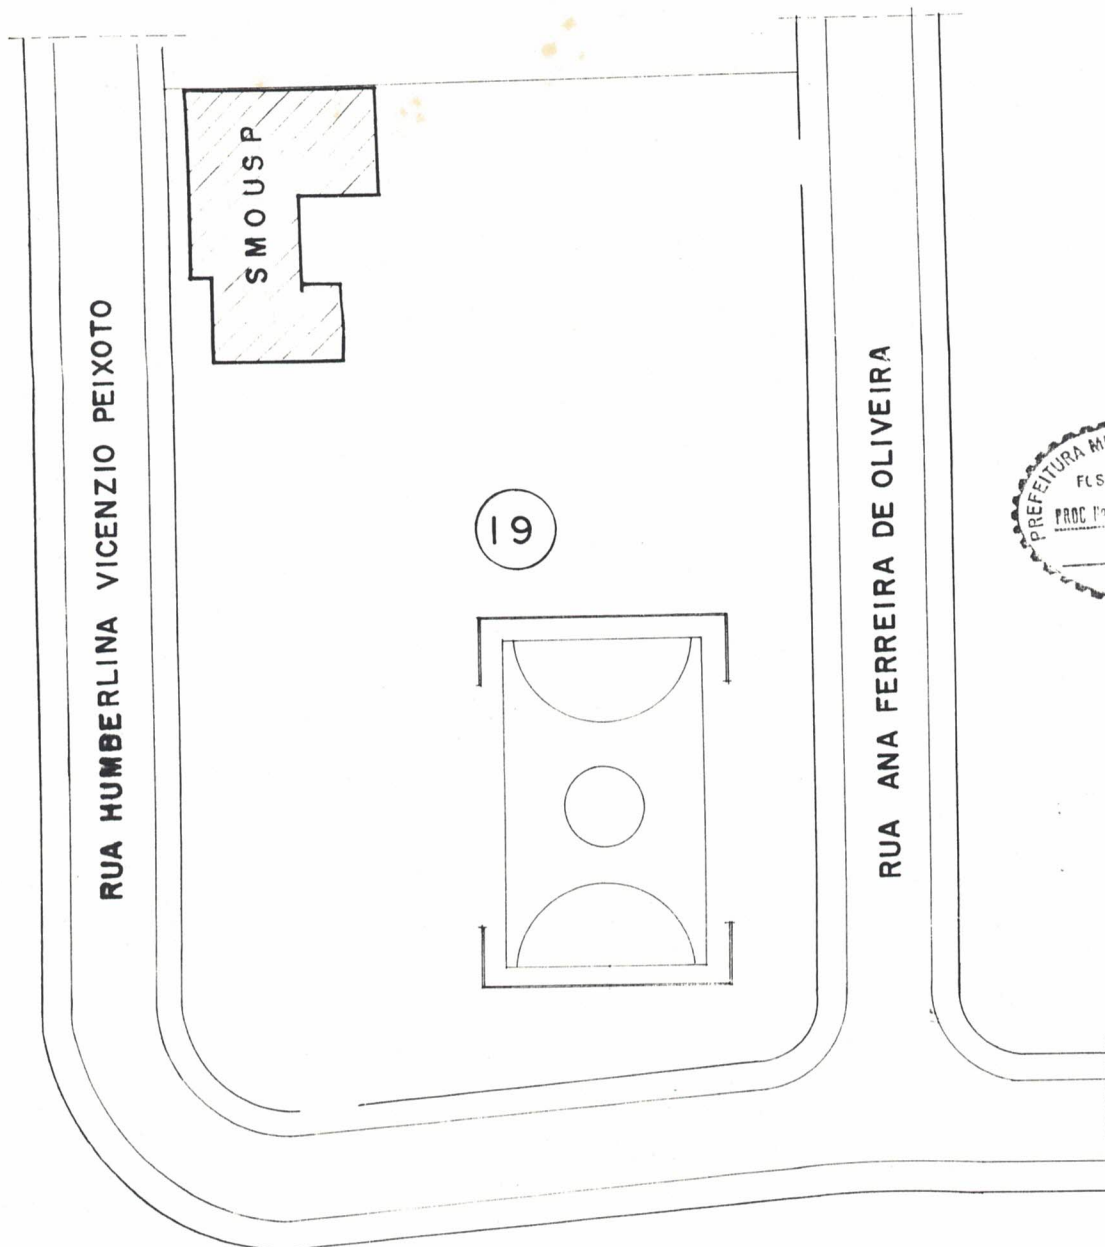 SMOUSP
RUA HUMBERLINA VICENZIO PEIXOTO
19
RUA ANA FERREIRA DE OLIVEIRA
PREFEITURA
PROC